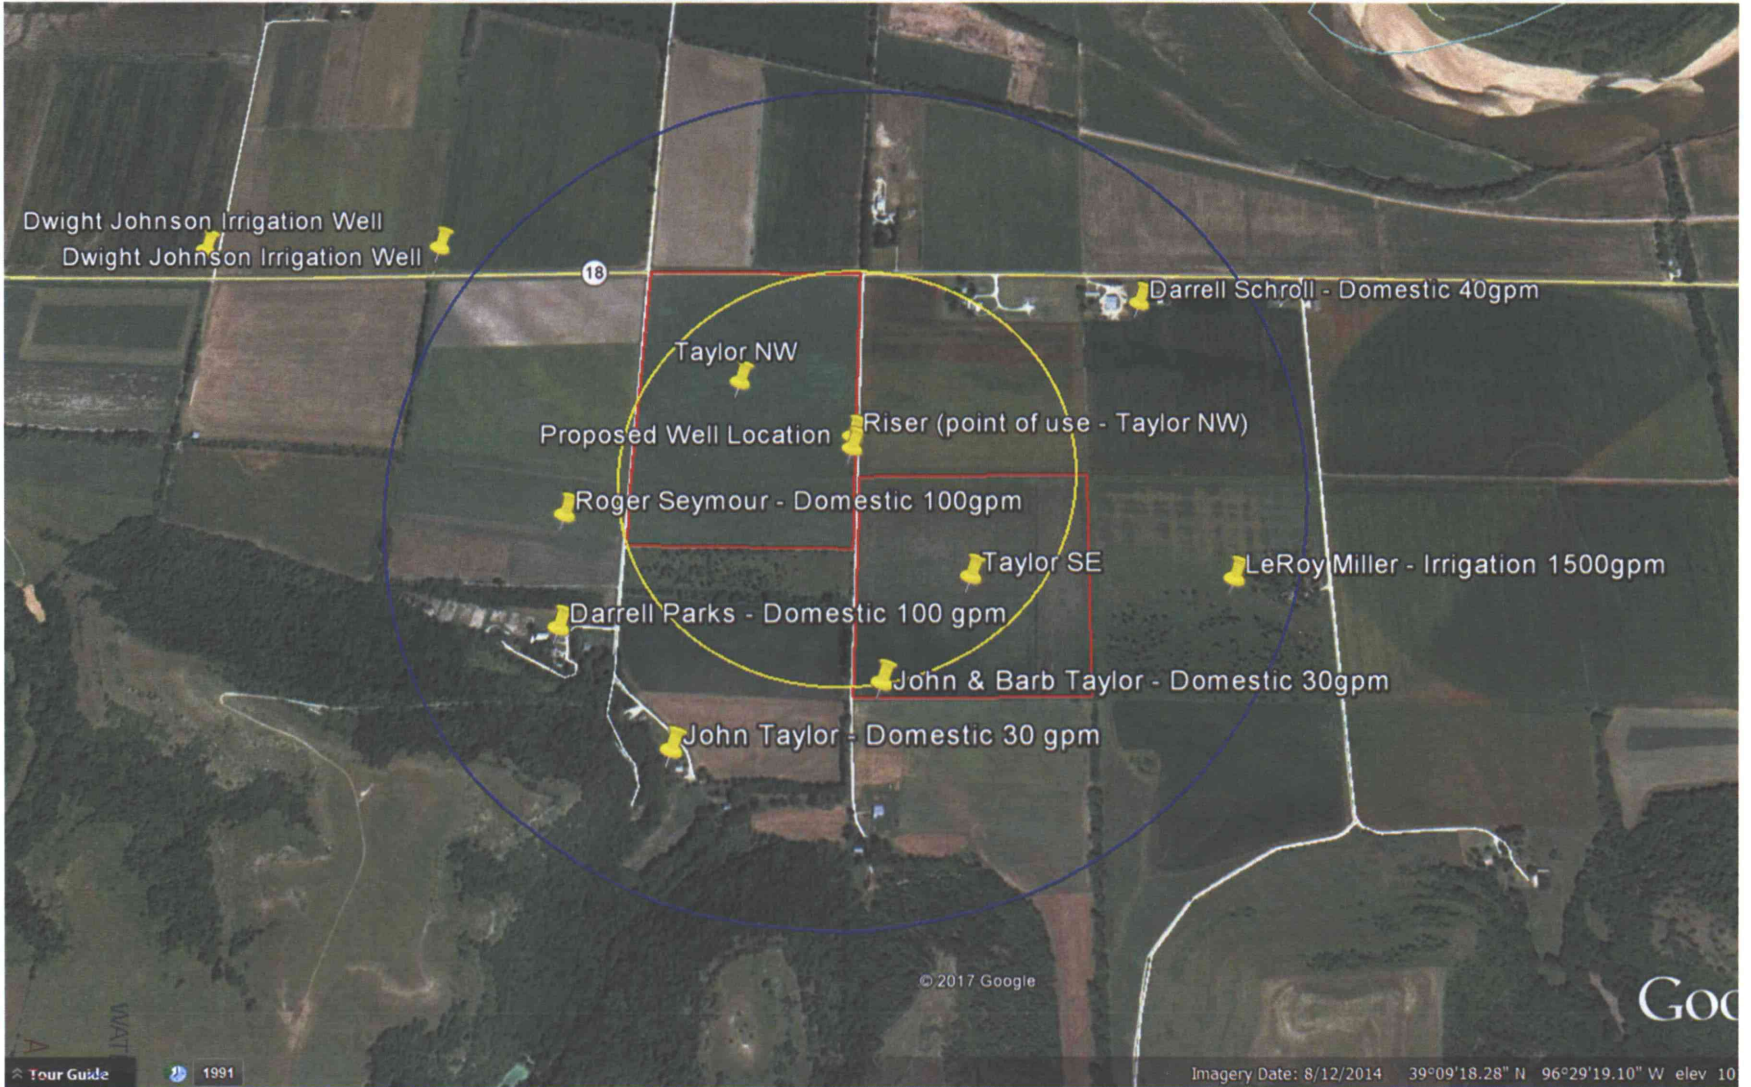 Dwight Johnson Irrigation Well
Dwight Johnson Irrigation Well
18
Darrell Schroll - Domestic 40gpm
Taylor NW
Riser (point of use - Taylor NW)
Proposed Well Location
Roger Seymour - Domestic 100gpm
Taylor SE
LeRoy Miller - Irrigation 1500gpm
Darrell Parks - Domestic 100 gpm
John & Barb Taylor - Domestic 30gpm
John Taylor - Domestic 30 gpm
© 2017 Google
Goo
WAT
A
Tour Guide
1991
Imagery Date: 8/12/2014 39°09'18.28" N 96°29'19.10" W elev 10